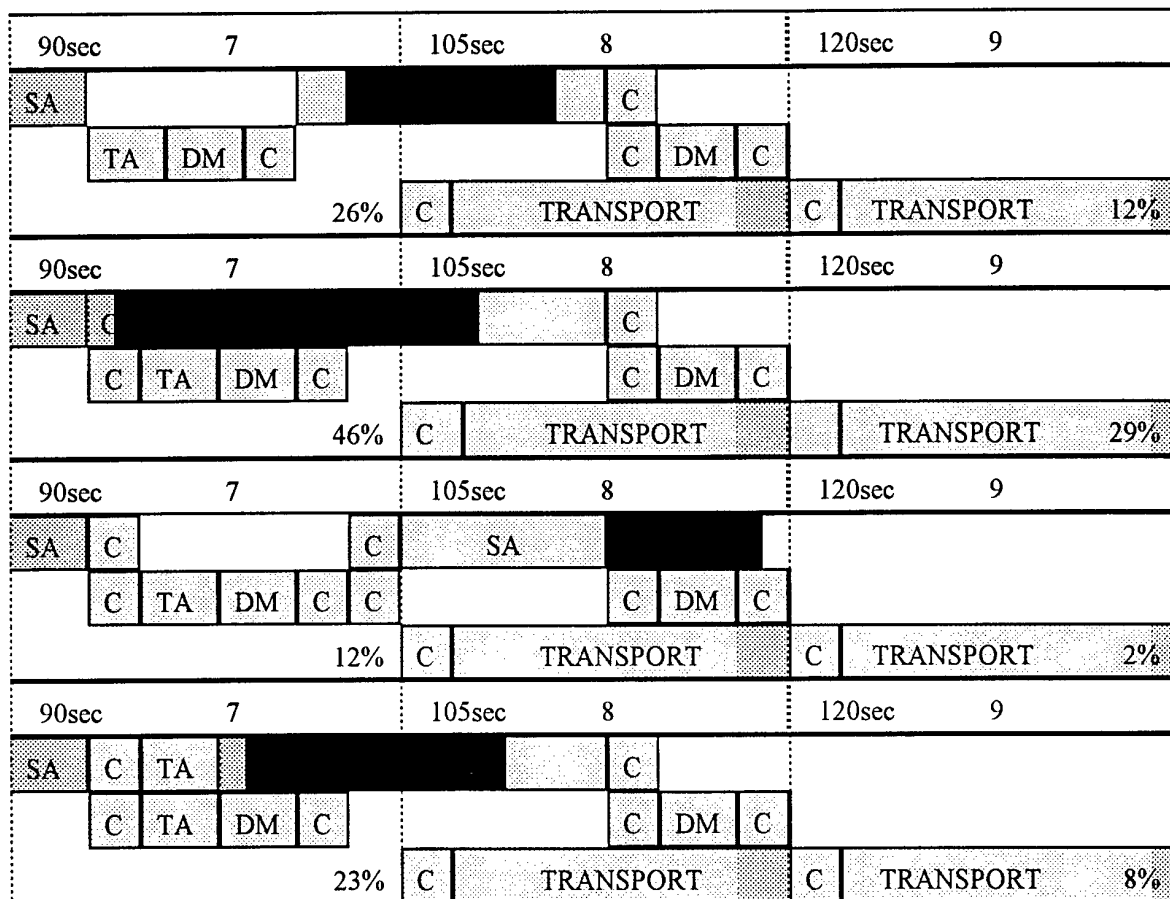 90sec 7 105sec 8 120sec 9
SA C
TA DM C C DM C
26% C TRANSPORT C TRANSPORT 12%
90sec 7 105sec 8 120sec 9
SA C C
C TA DM C C DM C
46% C TRANSPORT TRANSPORT 29%
90sec 7 105sec 8 120sec 9
SA C C SA
C TA DM C C C DM C
12% C TRANSPORT C TRANSPORT 2%
90sec 7 105sec 8 120sec 9
SA C TA C
C TA DM C C DM C
23% C TRANSPORT C TRANSPORT 8%